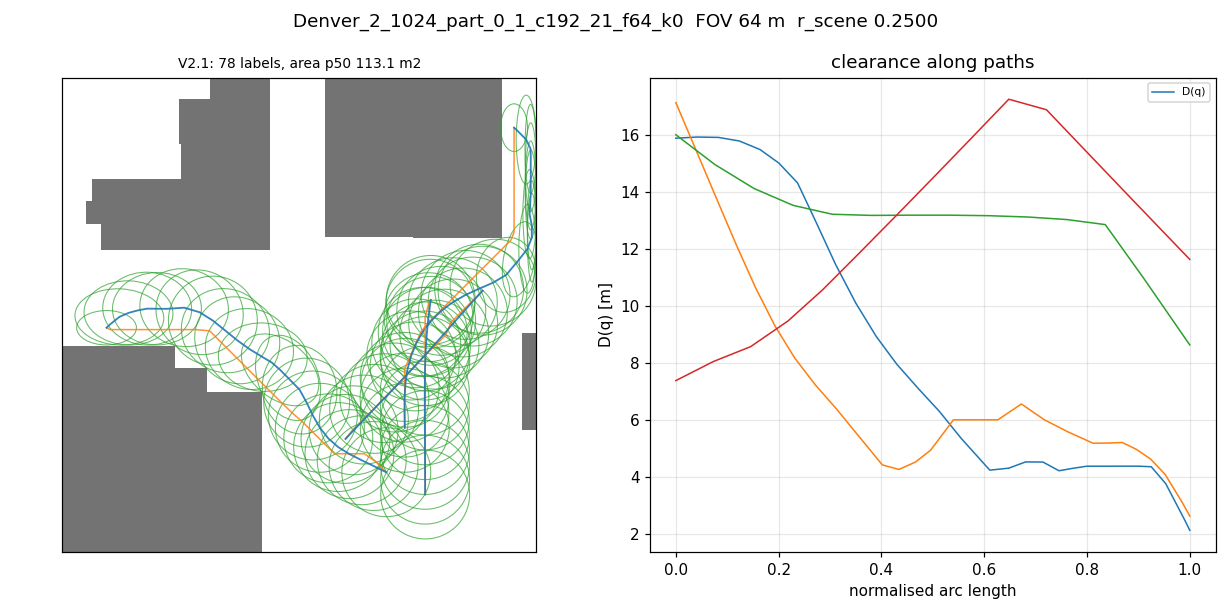 Denver_2_1024_part_0_1_c192_21_f64_k0  FOV 64 m  r_scene 0.2500
V2.1: 78 labels, area p50 113.1 m2
clearance along paths
D(q)
16
14
12
10
8
6
4
2
D(q) [m]
0.0 0.2 0.4 0.6 0.8 1.0
normalised arc length